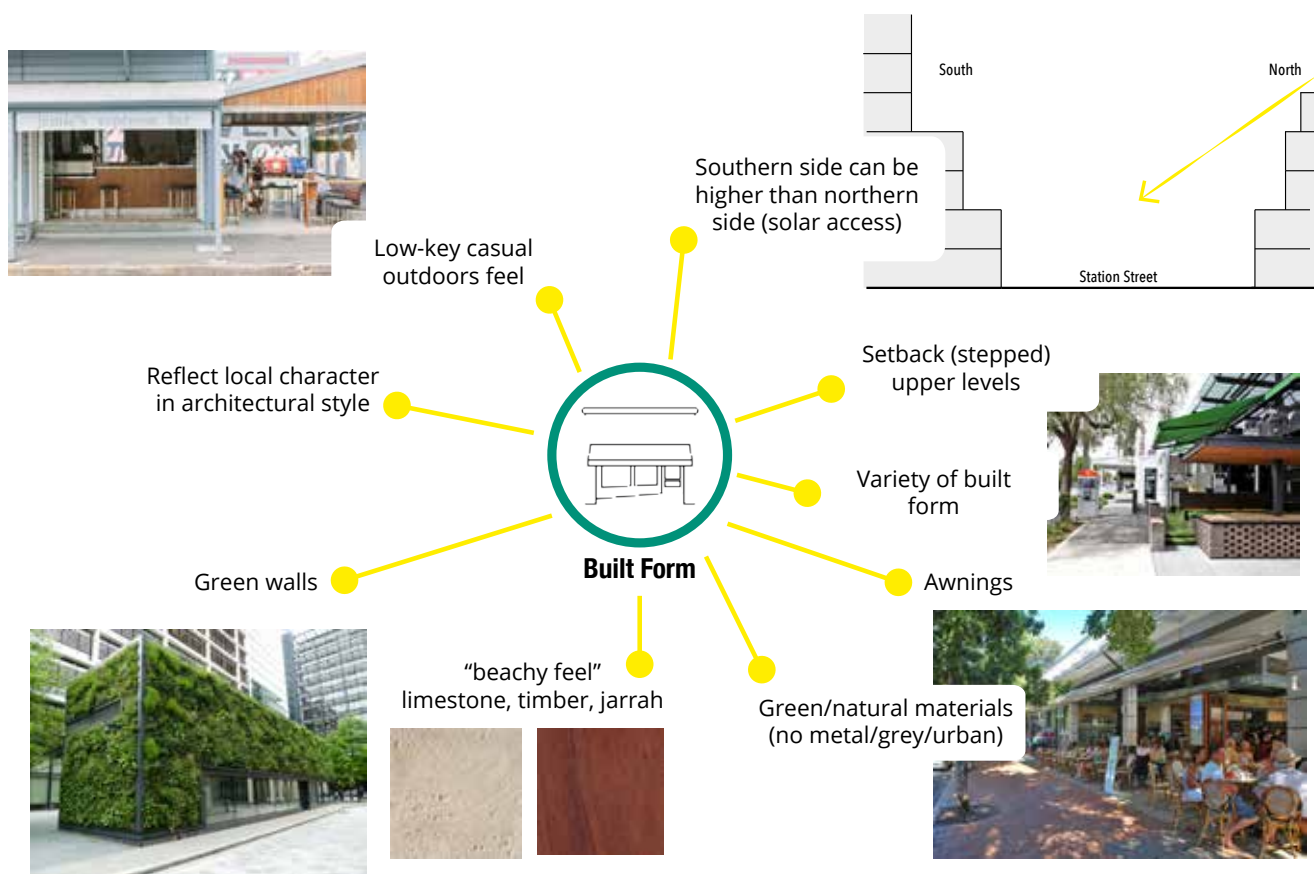 South
North
Southern side can be
higher than northern
side (solar access)
Station Street
Low-key casual
outdoors feel
Reflect local character
in architectural style
Setback (stepped)
upper levels
Variety of built
form
Built Form
Green walls
Awnings
“beachy feel”
limestone, timber, jarrah
Green/natural materials
(no metal/grey/urban)